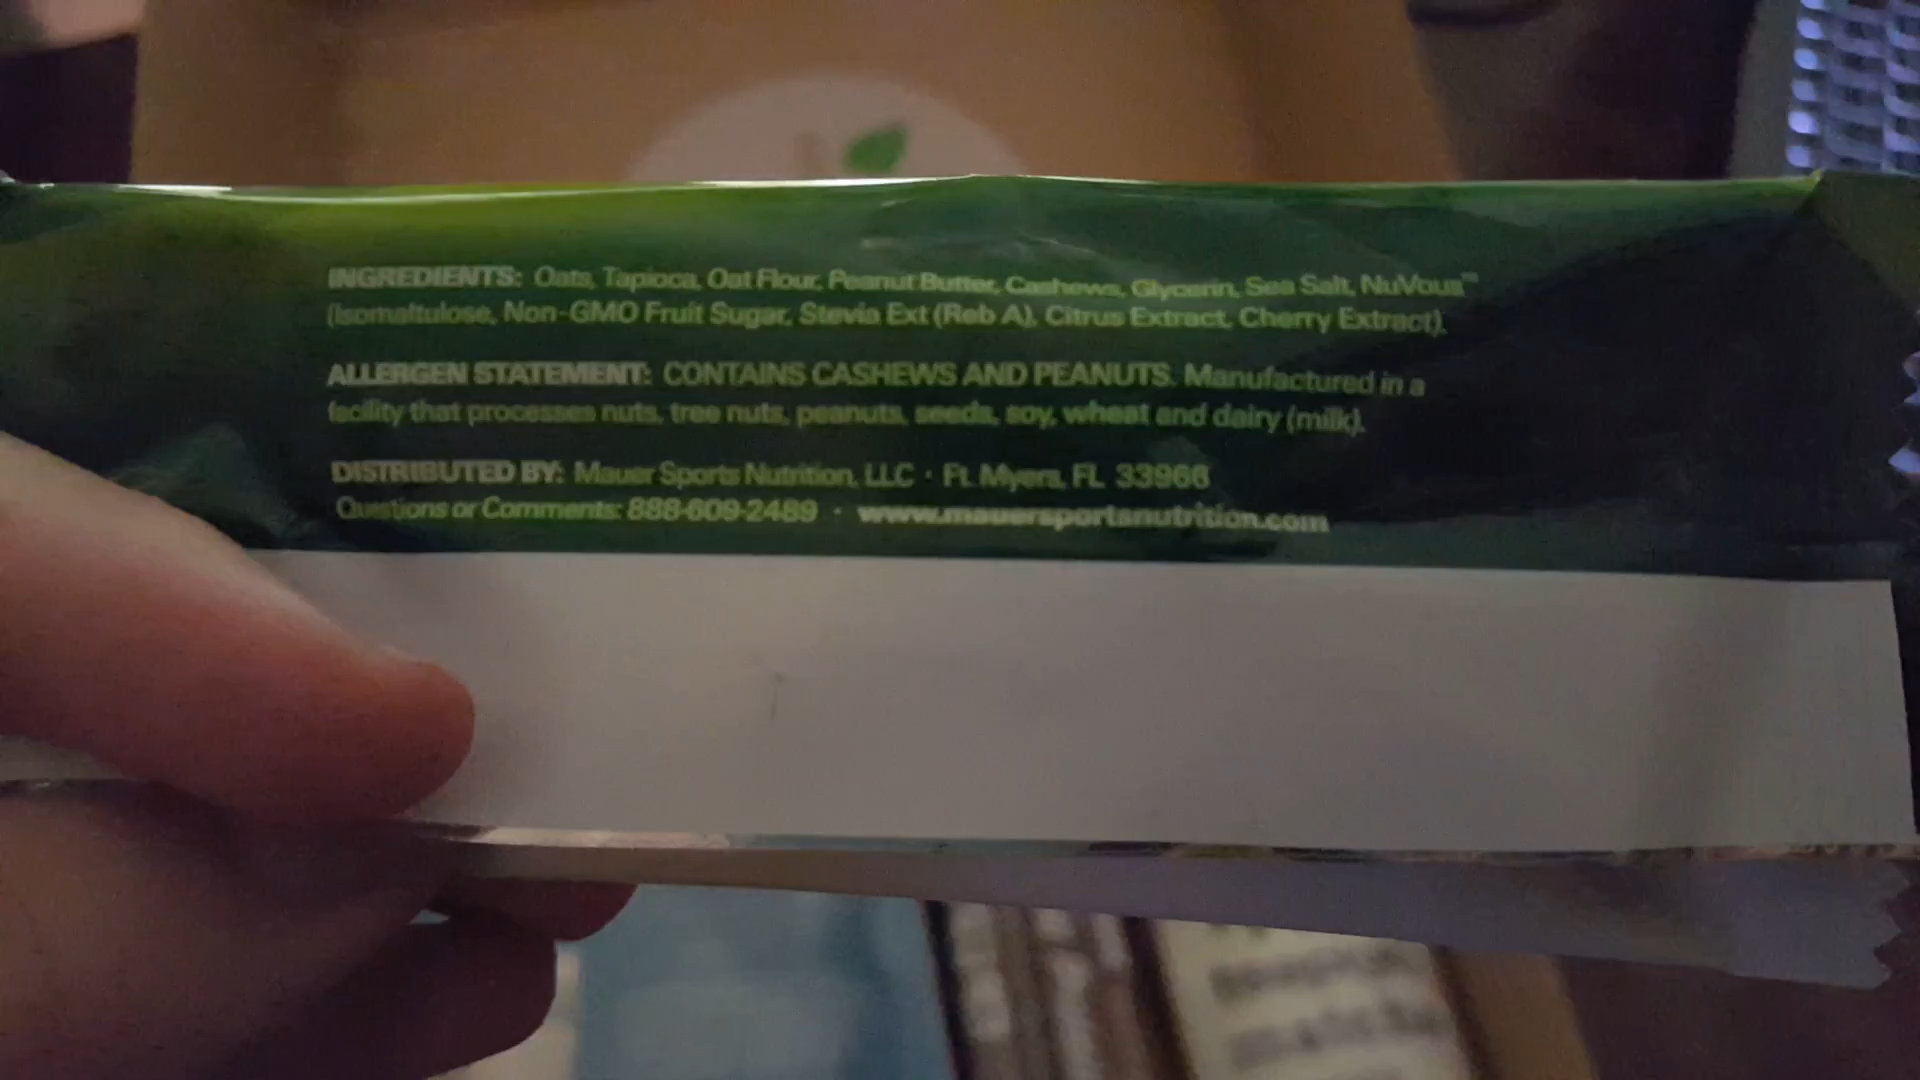 INGREDIENTS: Oats, Tapioca, Oat Flour, Peanut Butter, Cashews, Glycerin, Sea Salt, NuVous™
(Isomaltulose, Non-GMO Fruit Sugar, Stevia Ext (Reb A), Citrus Extract, Cherry Extract).
ALLERGEN STATEMENT: CONTAINS CASHEWS AND PEANUTS. Manufactured in a
facility that processes nuts, tree nuts, peanuts, seeds, soy, wheat and dairy (milk).
DISTRIBUTED BY: Mauer Sports Nutrition, LLC · Ft. Myers, FL 33966
Questions or Comments: 888-609-2489 · www.mauersportsnutrition.com